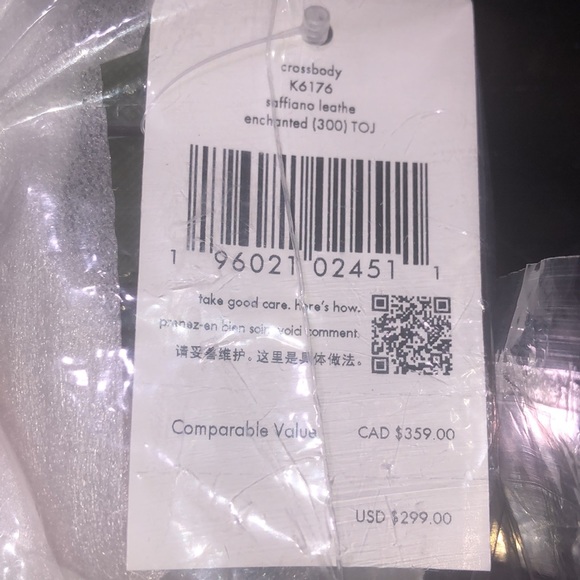 crossbody
K6176
saffiano leathe
enchanted (300) TOJ
1 96021 02451 1
take good care. here's how.
prenez-en bien soin. voici comment.
请妥善维护。这里是具体做法。
Comparable Value CAD $359.00
USD $299.00